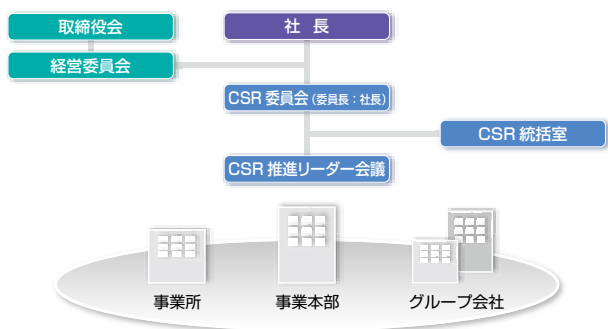 取締役会
社 長
経営委員会
CSR 委員会 (委員長:社長)
CSR 統括室
CSR 推進リーダー会議
事業所
事業本部
グループ会社